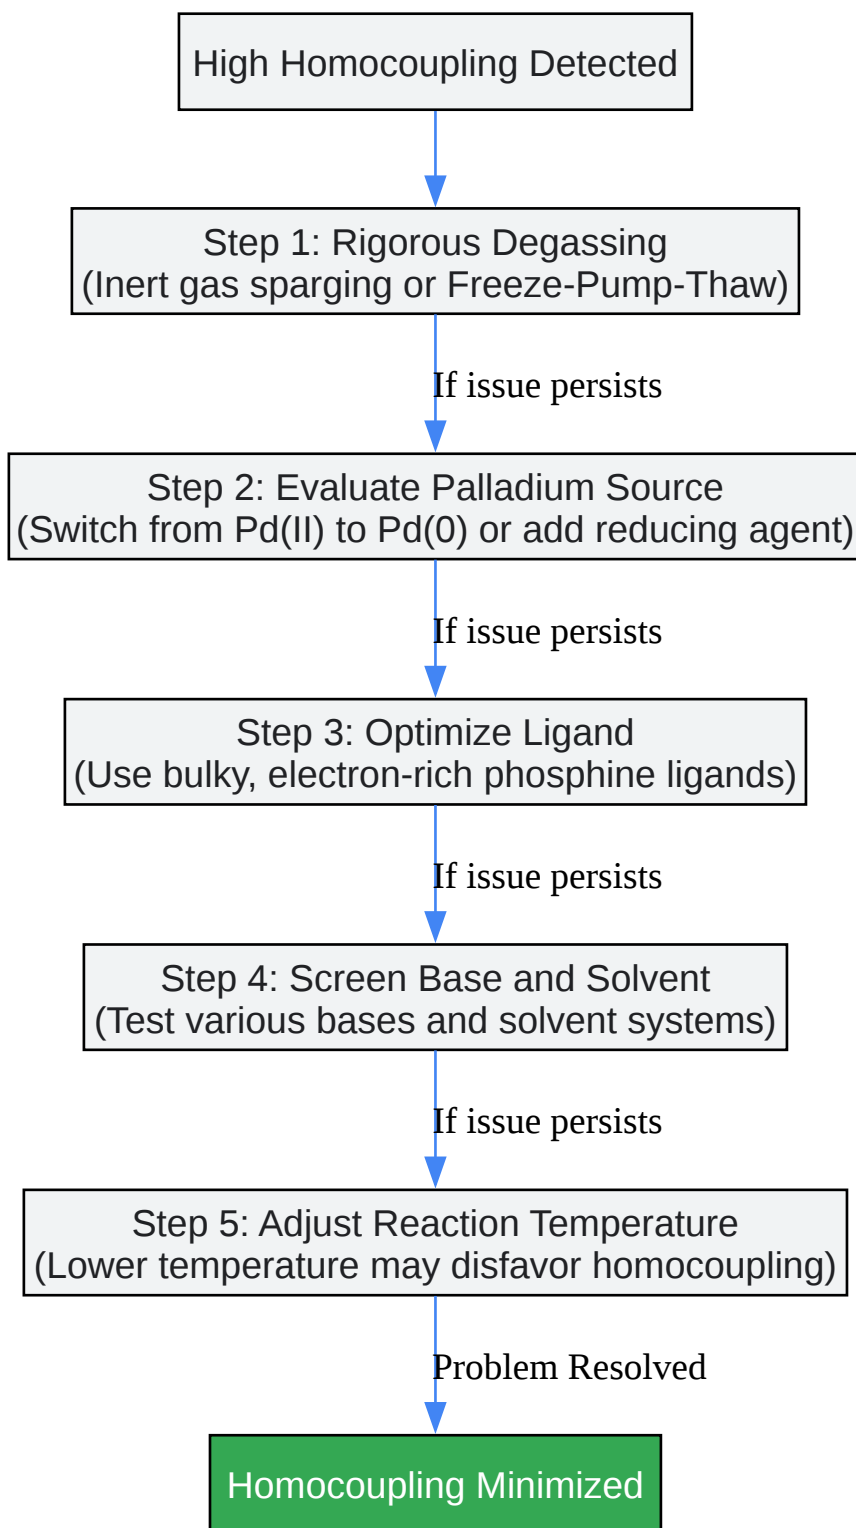 High Homocoupling Detected
Step 1: Rigorous Degassing
(Inert gas sparging or Freeze-Pump-Thaw)
If issue persists
Step 2: Evaluate Palladium Source
(Switch from Pd(II) to Pd(0) or add reducing agent)
If issue persists
Step 3: Optimize Ligand
(Use bulky, electron-rich phosphine ligands)
If issue persists
Step 4: Screen Base and Solvent
(Test various bases and solvent systems)
If issue persists
Step 5: Adjust Reaction Temperature
(Lower temperature may disfavor homocoupling)
Problem Resolved
Homocoupling Minimized